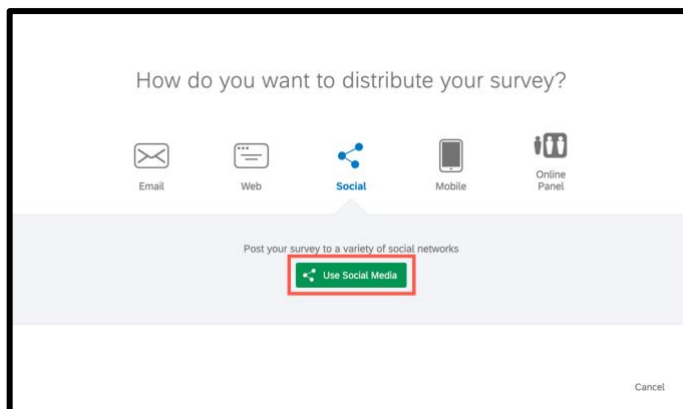 How do you want to distribute your survey?
Email
Web
Social
Mobile
Online
Panel
Post your survey to a variety of social networks
Use Social Media
Cancel